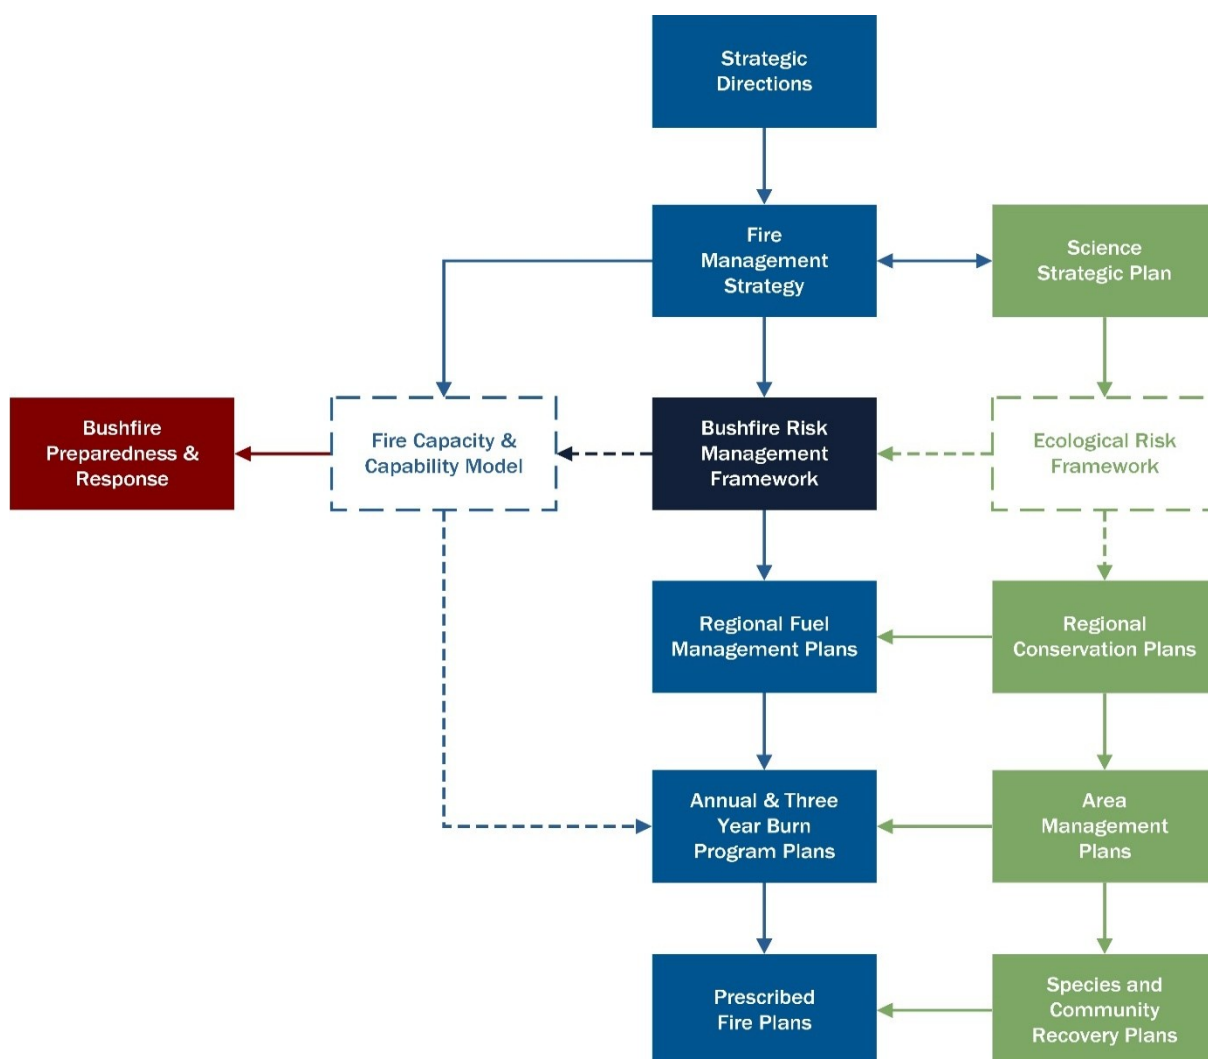 Strategic
Directions
Fire
Management
Strategy
Science
Strategic Plan
Bushfire
Preparedness &
Response
Fire Capacity &
Capability Model
Bushfire Risk
Management
Framework
Ecological Risk
Framework
Regional Fuel
Management Plans
Regional
Conservation Plans
Annual & Three
Year Burn
Program Plans
Area
Management
Plans
Prescribed
Fire Plans
Species and
Community
Recovery Plans